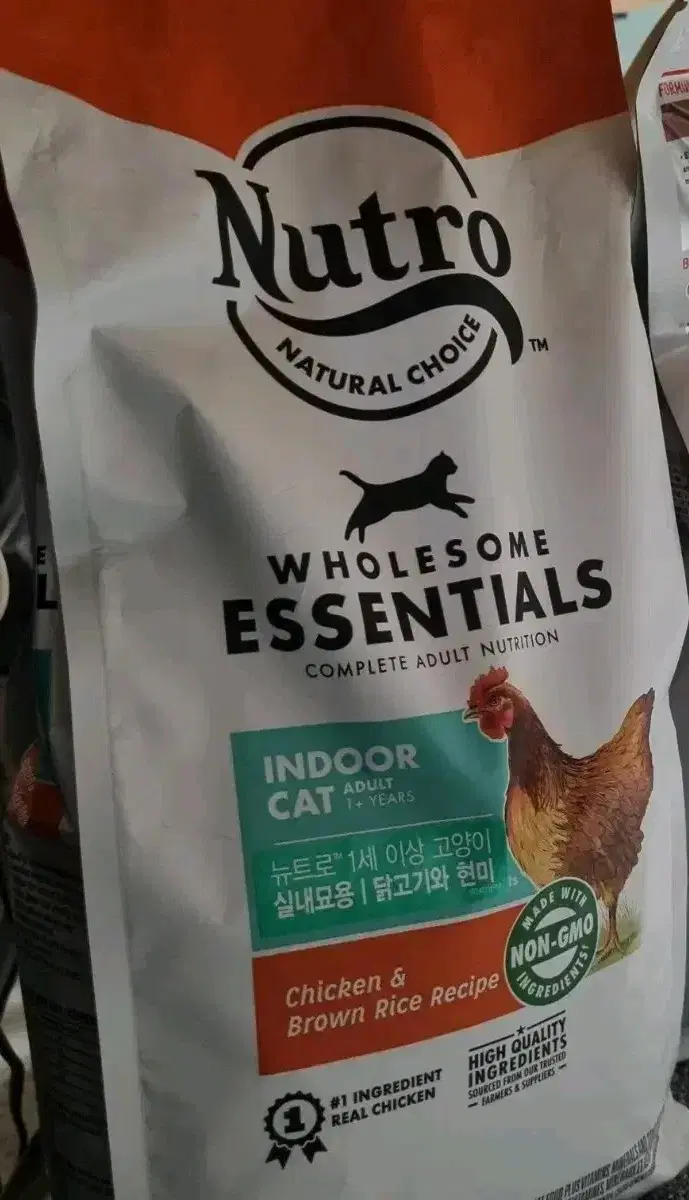 Nutro
NATURAL CHOICE
TM
WHOLESOME
ESSENTIALS
COMPLETE ADULT NUTRITION
INDOOR
CAT ADULT
1+ YEARS
뉴트로™ 1세 이상 고양이
실내묘용 | 닭고기와 현미
MADE WITH
NON-GMO
INGREDIENTS!
Chicken &
Brown Rice Recipe
1
#1 INGREDIENT
REAL CHICKEN
HIGH QUALITY
INGREDIENTS
SOURCED FROM OUR TRUSTED
FARMERS & SUPPLIERS